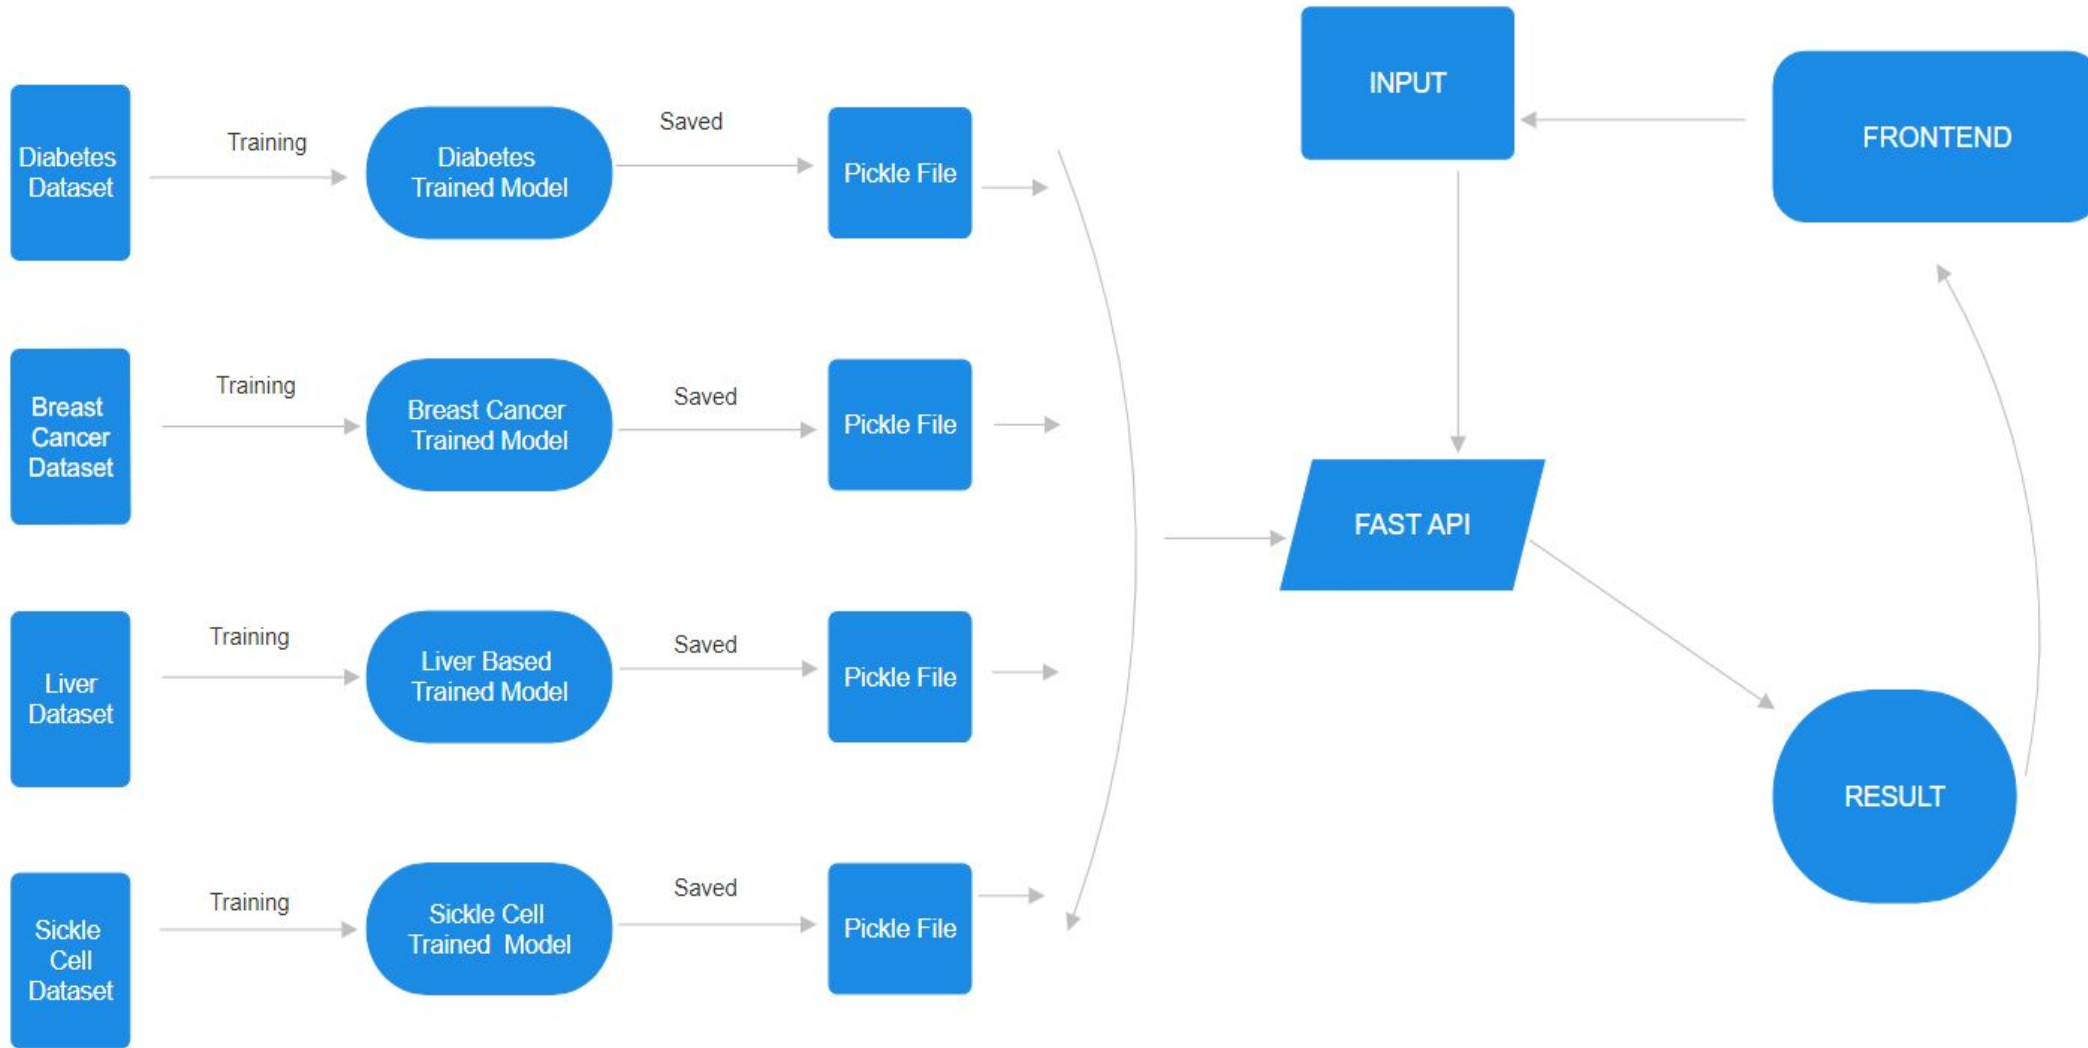 INPUT
FRONTEND
Diabetes
Dataset
Training
Diabetes
Trained Model
Saved
Pickle File
Breast
Cancer
Dataset
Training
Breast Cancer
Trained Model
Saved
Pickle File
FAST API
Liver
Dataset
Training
Liver Based
Trained Model
Saved
Pickle File
RESULT
Sickle
Cell
Dataset
Training
Sickle Cell
Trained  Model
Saved
Pickle File